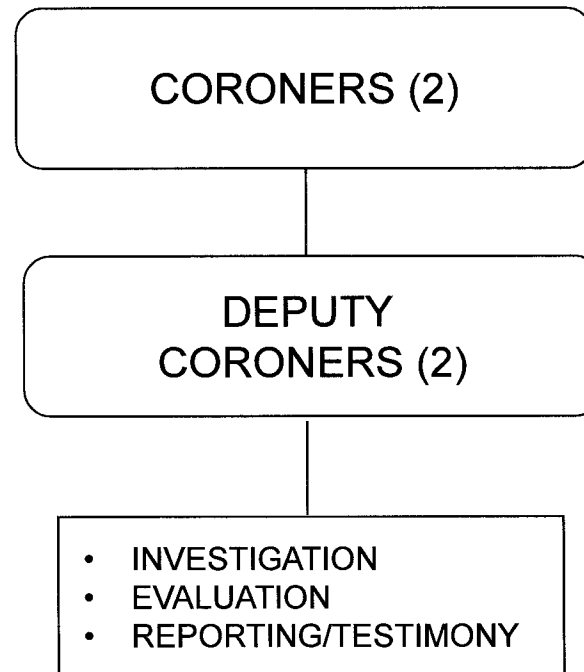 CORONERS (2)
DEPUTY
CORONERS (2)
• INVESTIGATION
• EVALUATION
• REPORTING/TESTIMONY